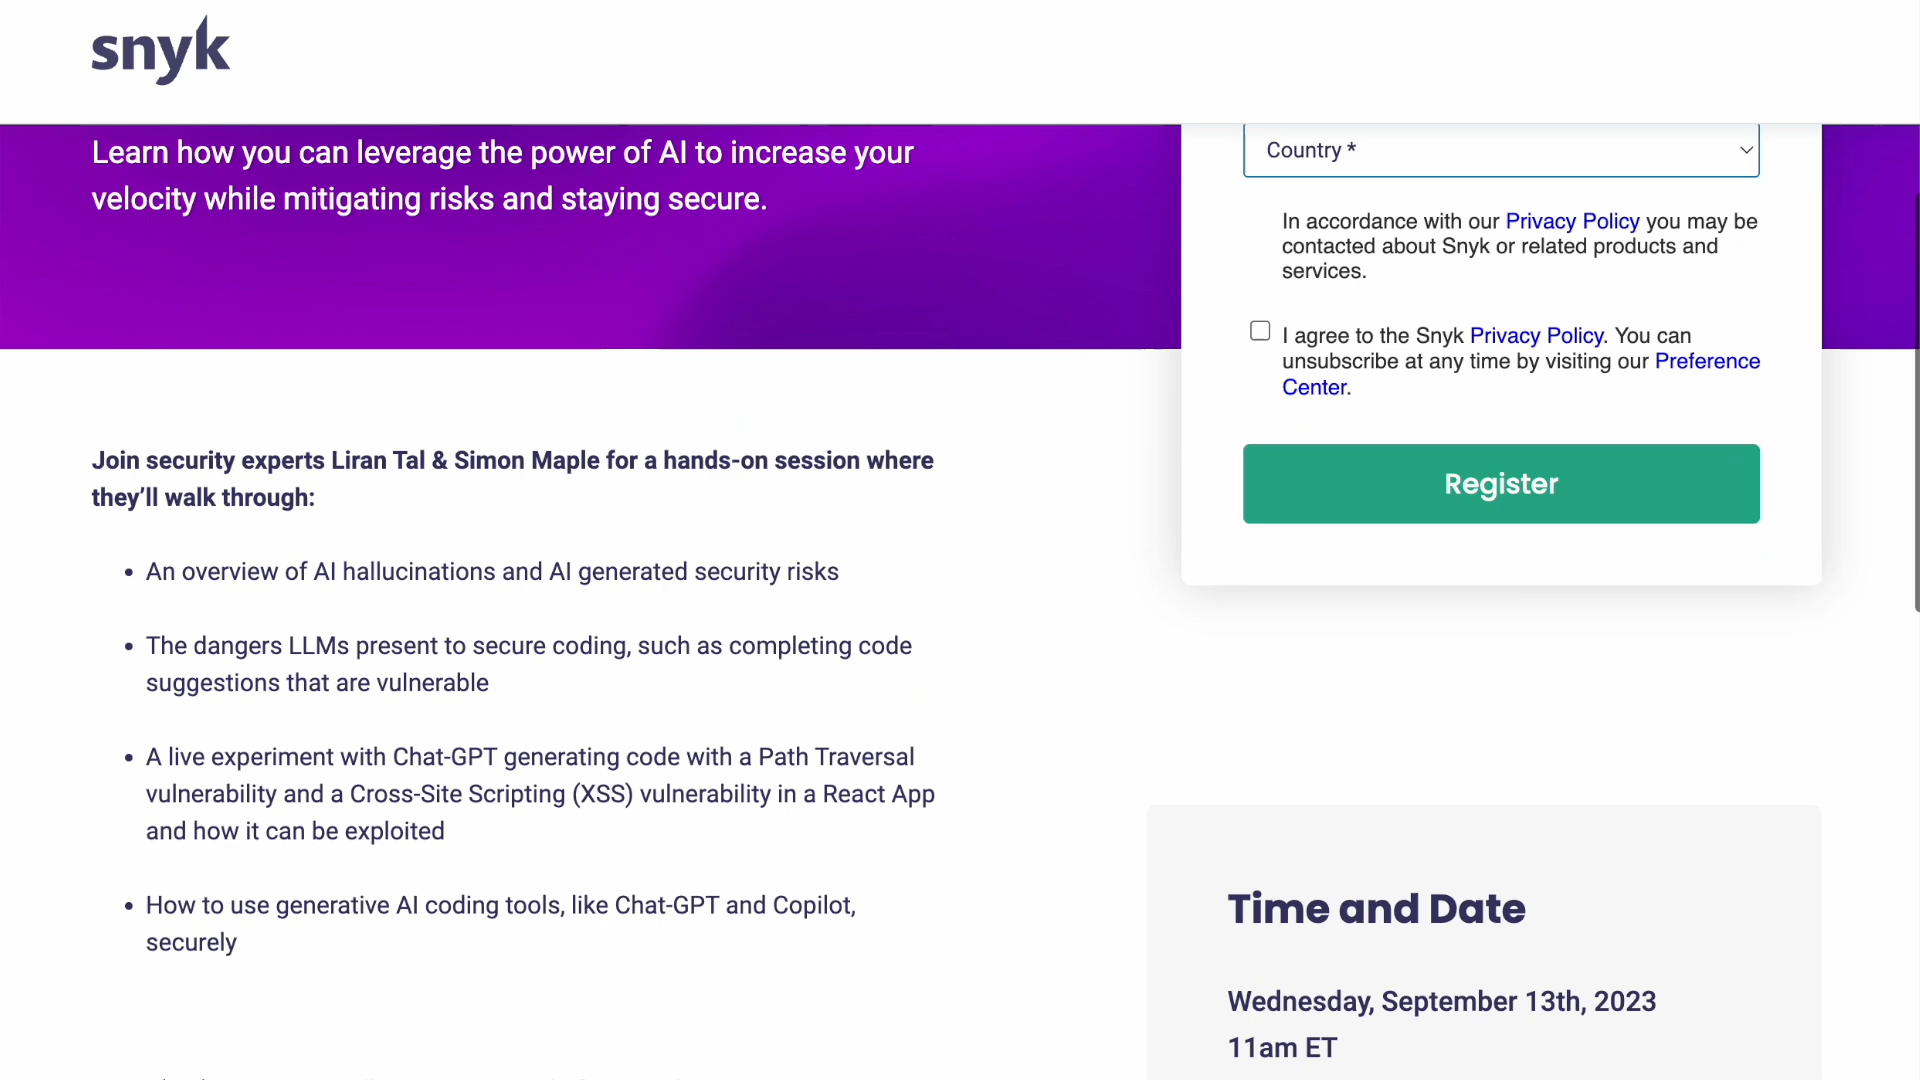 snyk
Learn how you can leverage the power of AI to increase your
velocity while mitigating risks and staying secure.
Country *
In accordance with our Privacy Policy you may be
contacted about Snyk or related products and
services.
I agree to the Snyk Privacy Policy. You can
unsubscribe at any time by visiting our Preference
Center.
Register
Join security experts Liran Tal & Simon Maple for a hands-on session where
they’ll walk through:
• An overview of AI hallucinations and AI generated security risks
• The dangers LLMs present to secure coding, such as completing code
suggestions that are vulnerable
• A live experiment with Chat-GPT generating code with a Path Traversal
vulnerability and a Cross-Site Scripting (XSS) vulnerability in a React App
and how it can be exploited
• How to use generative AI coding tools, like Chat-GPT and Copilot,
securely
Time and Date
Wednesday, September 13th, 2023
11am ET